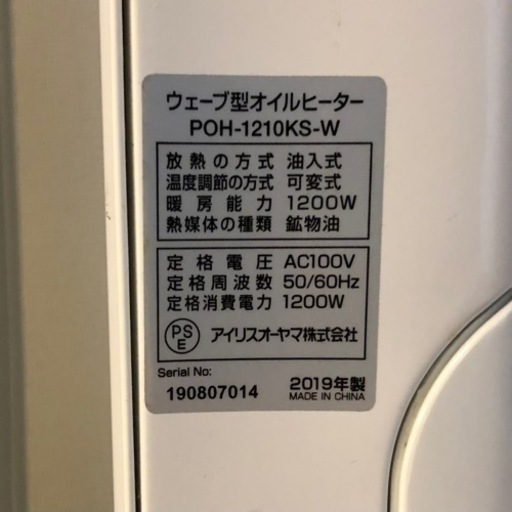 ウェーブ型オイルヒーター
POH-1210KS-W
放熱の方式 油入式
温度調節の方式 可変式
暖房能力 1200W
熱媒体の種類 鉱物油
定格電圧 AC100V
定格周波数 50/60Hz
定格消費電力 1200W
PS
E
アイリスオーヤマ株式会社
Serial No:
190807014
2019年製
MADE IN CHINA